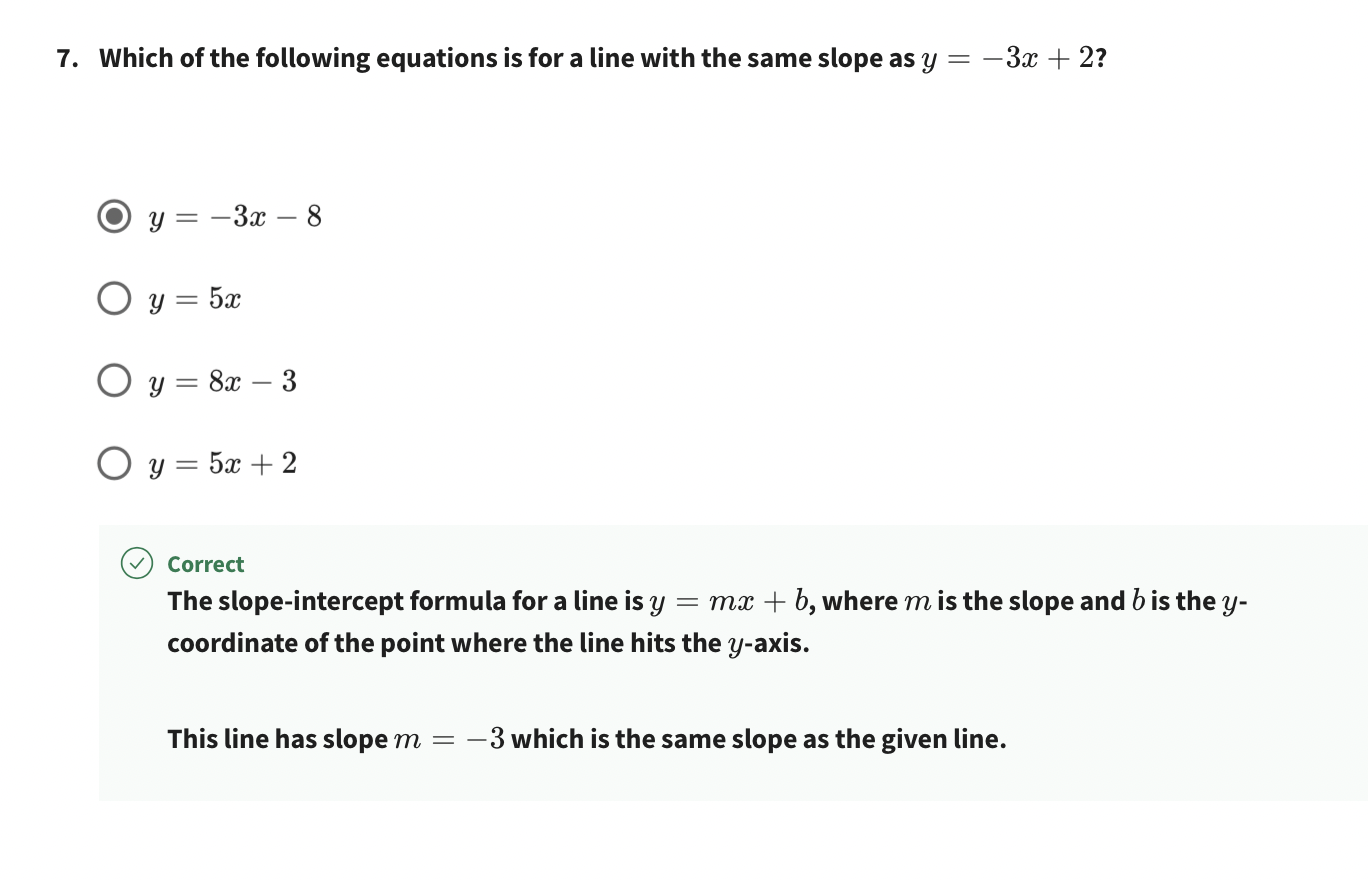 7. Which of the following equations is for a line with the same slope as y = −3x + 2?
y = −3x − 8
y = 5x
y = 8x − 3
y = 5x + 2
Correct
The slope-intercept formula for a line is y = mx + b, where m is the slope and b is the y-
coordinate of the point where the line hits the y-axis.
This line has slope m = −3 which is the same slope as the given line.